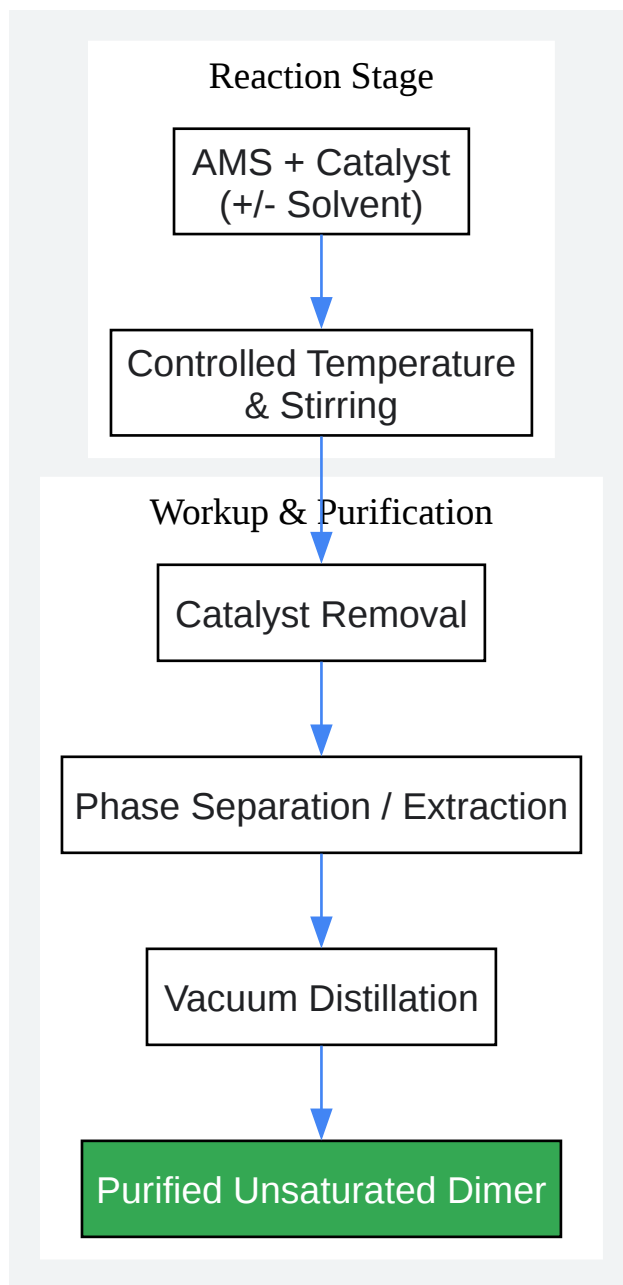 Reaction Stage
AMS + Catalyst
(+/- Solvent)
Controlled Temperature
& Stirring
Workup & Purification
Catalyst Removal
Phase Separation / Extraction
Vacuum Distillation
Purified Unsaturated Dimer